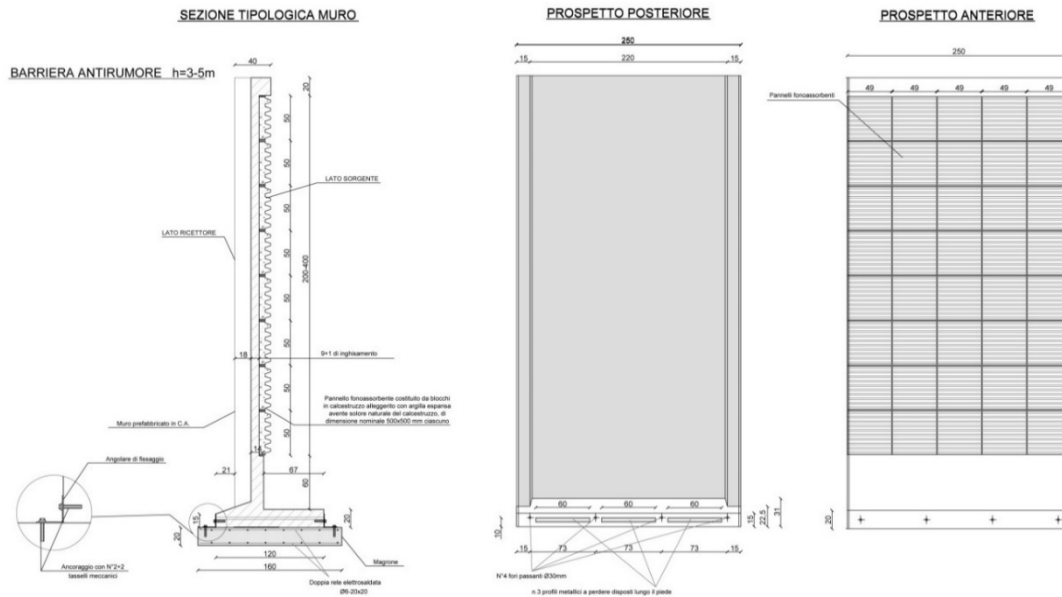 SEZIONE TIPOLOGICA MURO
BARRIERA ANTIRUMORE h=3-5m
40
20
50
50
50
50
50
50
50
50
200-400
LATO SORGENTE
LATO RICETTORE
18
9+1 di inghisamento
Pannello fonoassorbente costituito da blocchi
in calcestruzzo alleggerito con argilla espansa
avente solore naturale del calcestruzzo, di
dimensione nominale 500x500 mm ciascuno
Muro prefabbricato in C.A.
14
Angolare di fissaggio
21
67
60
15
20
20
120
160
Magrone
Ancoraggio con N°2+2
tasselli meccanici
Doppia rete elettrosaldata
Ø6-20x20
PROSPETTO POSTERIORE
250
15
220
15
60
60
60
15
22.5
31
10
15
73
73
73
15
N°4 fori passanti Ø30mm
n.3 profili metallici a perdere disposti lungo il piede
PROSPETTO ANTERIORE
250
Pannelli fonoassorbenti
49
49
49
49
49
20